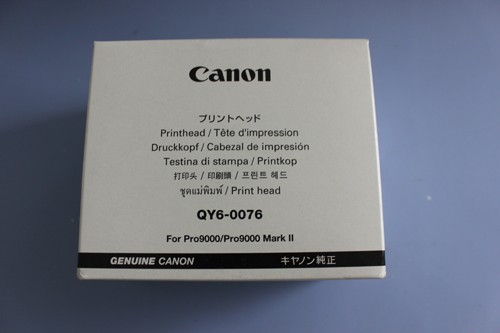 Canon
プリントヘッド
Printhead / Tête d'impression
Druckkopf / Cabezal de impresión
Testina di stampa / Printkop
打印头 / 印刷頭 / 프린트 헤드
ชุดแม่พิมพ์ / Print head
QY6-0076
For Pro9000/Pro9000 Mark II
GENUINE CANON キヤノン純正